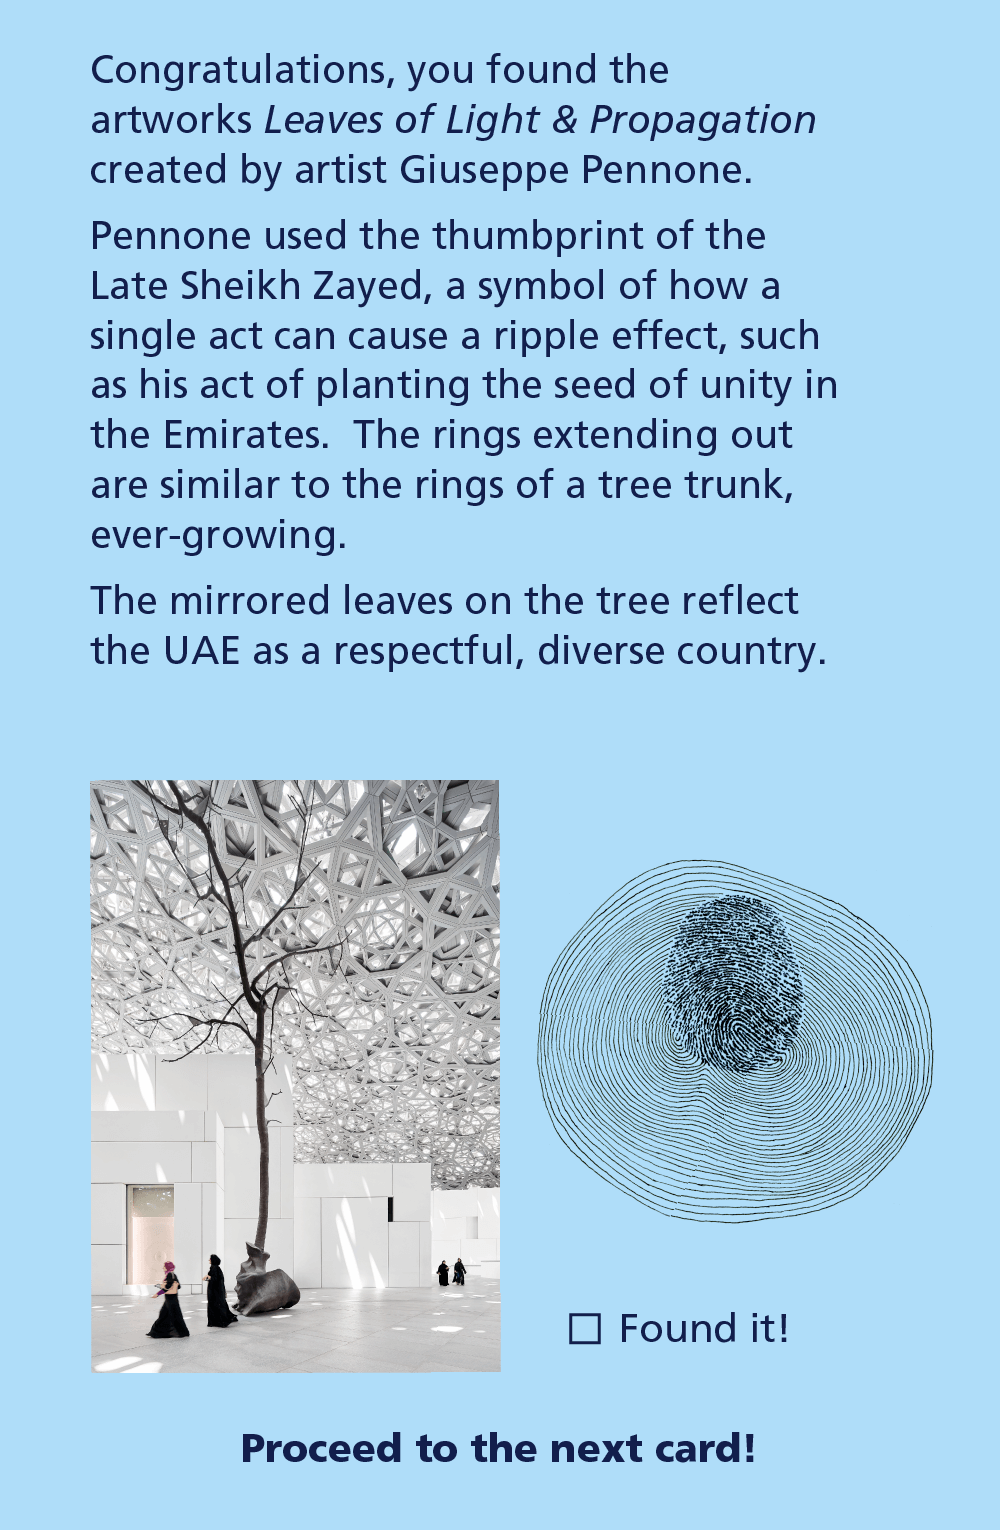 Congratulations, you found the
artworks Leaves of Light & Propagation
created by artist Giuseppe Pennone.
Pennone used the thumbprint of the
Late Sheikh Zayed, a symbol of how a
single act can cause a ripple effect, such
as his act of planting the seed of unity in
the Emirates.  The rings extending out
are similar to the rings of a tree trunk,
ever-growing.
The mirrored leaves on the tree reflect
the UAE as a respectful, diverse country.
Found it!
Proceed to the next card!